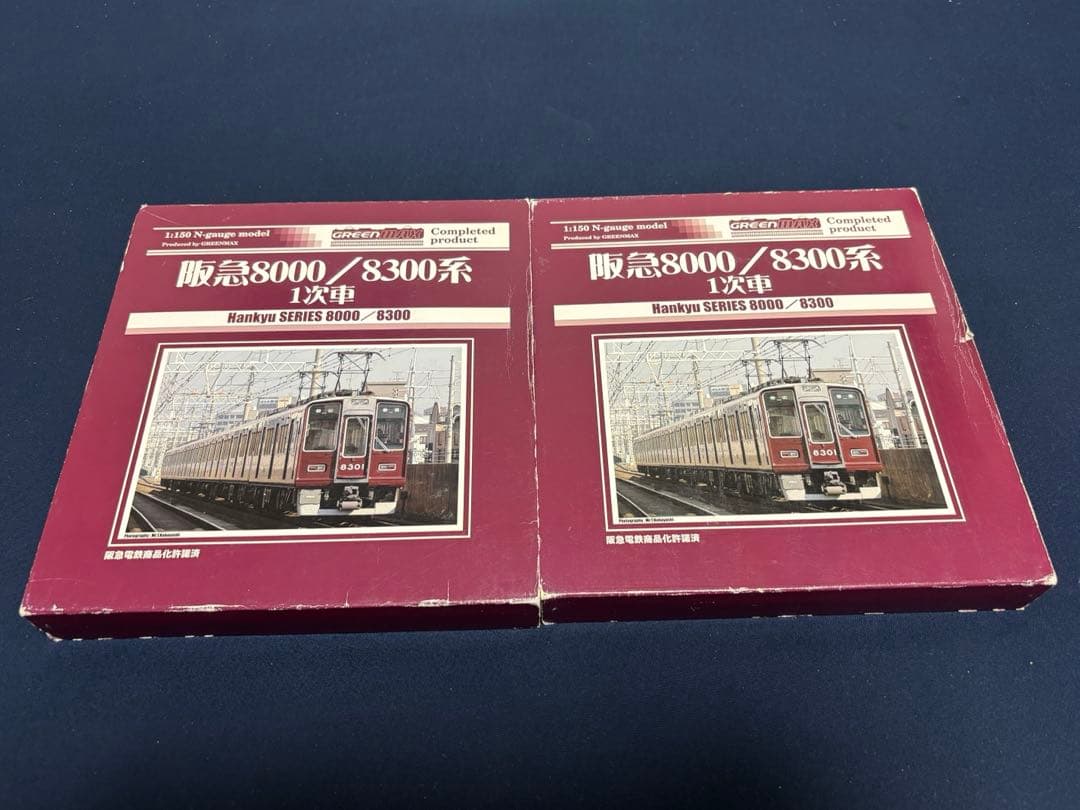 1:150 N-gauge model
Produced by GREENMAX
GREENMAX
Completed
product
阪急8000／8300系
1次車
Hankyu SERIES 8000／8300
8301
阪急電鉄商品化許諾済
1:150 N-gauge model
Produced by GREENMAX
GREENMAX
Completed
product
阪急8000／8300系
1次車
Hankyu SERIES 8000／8300
8301
阪急電鉄商品化許諾済